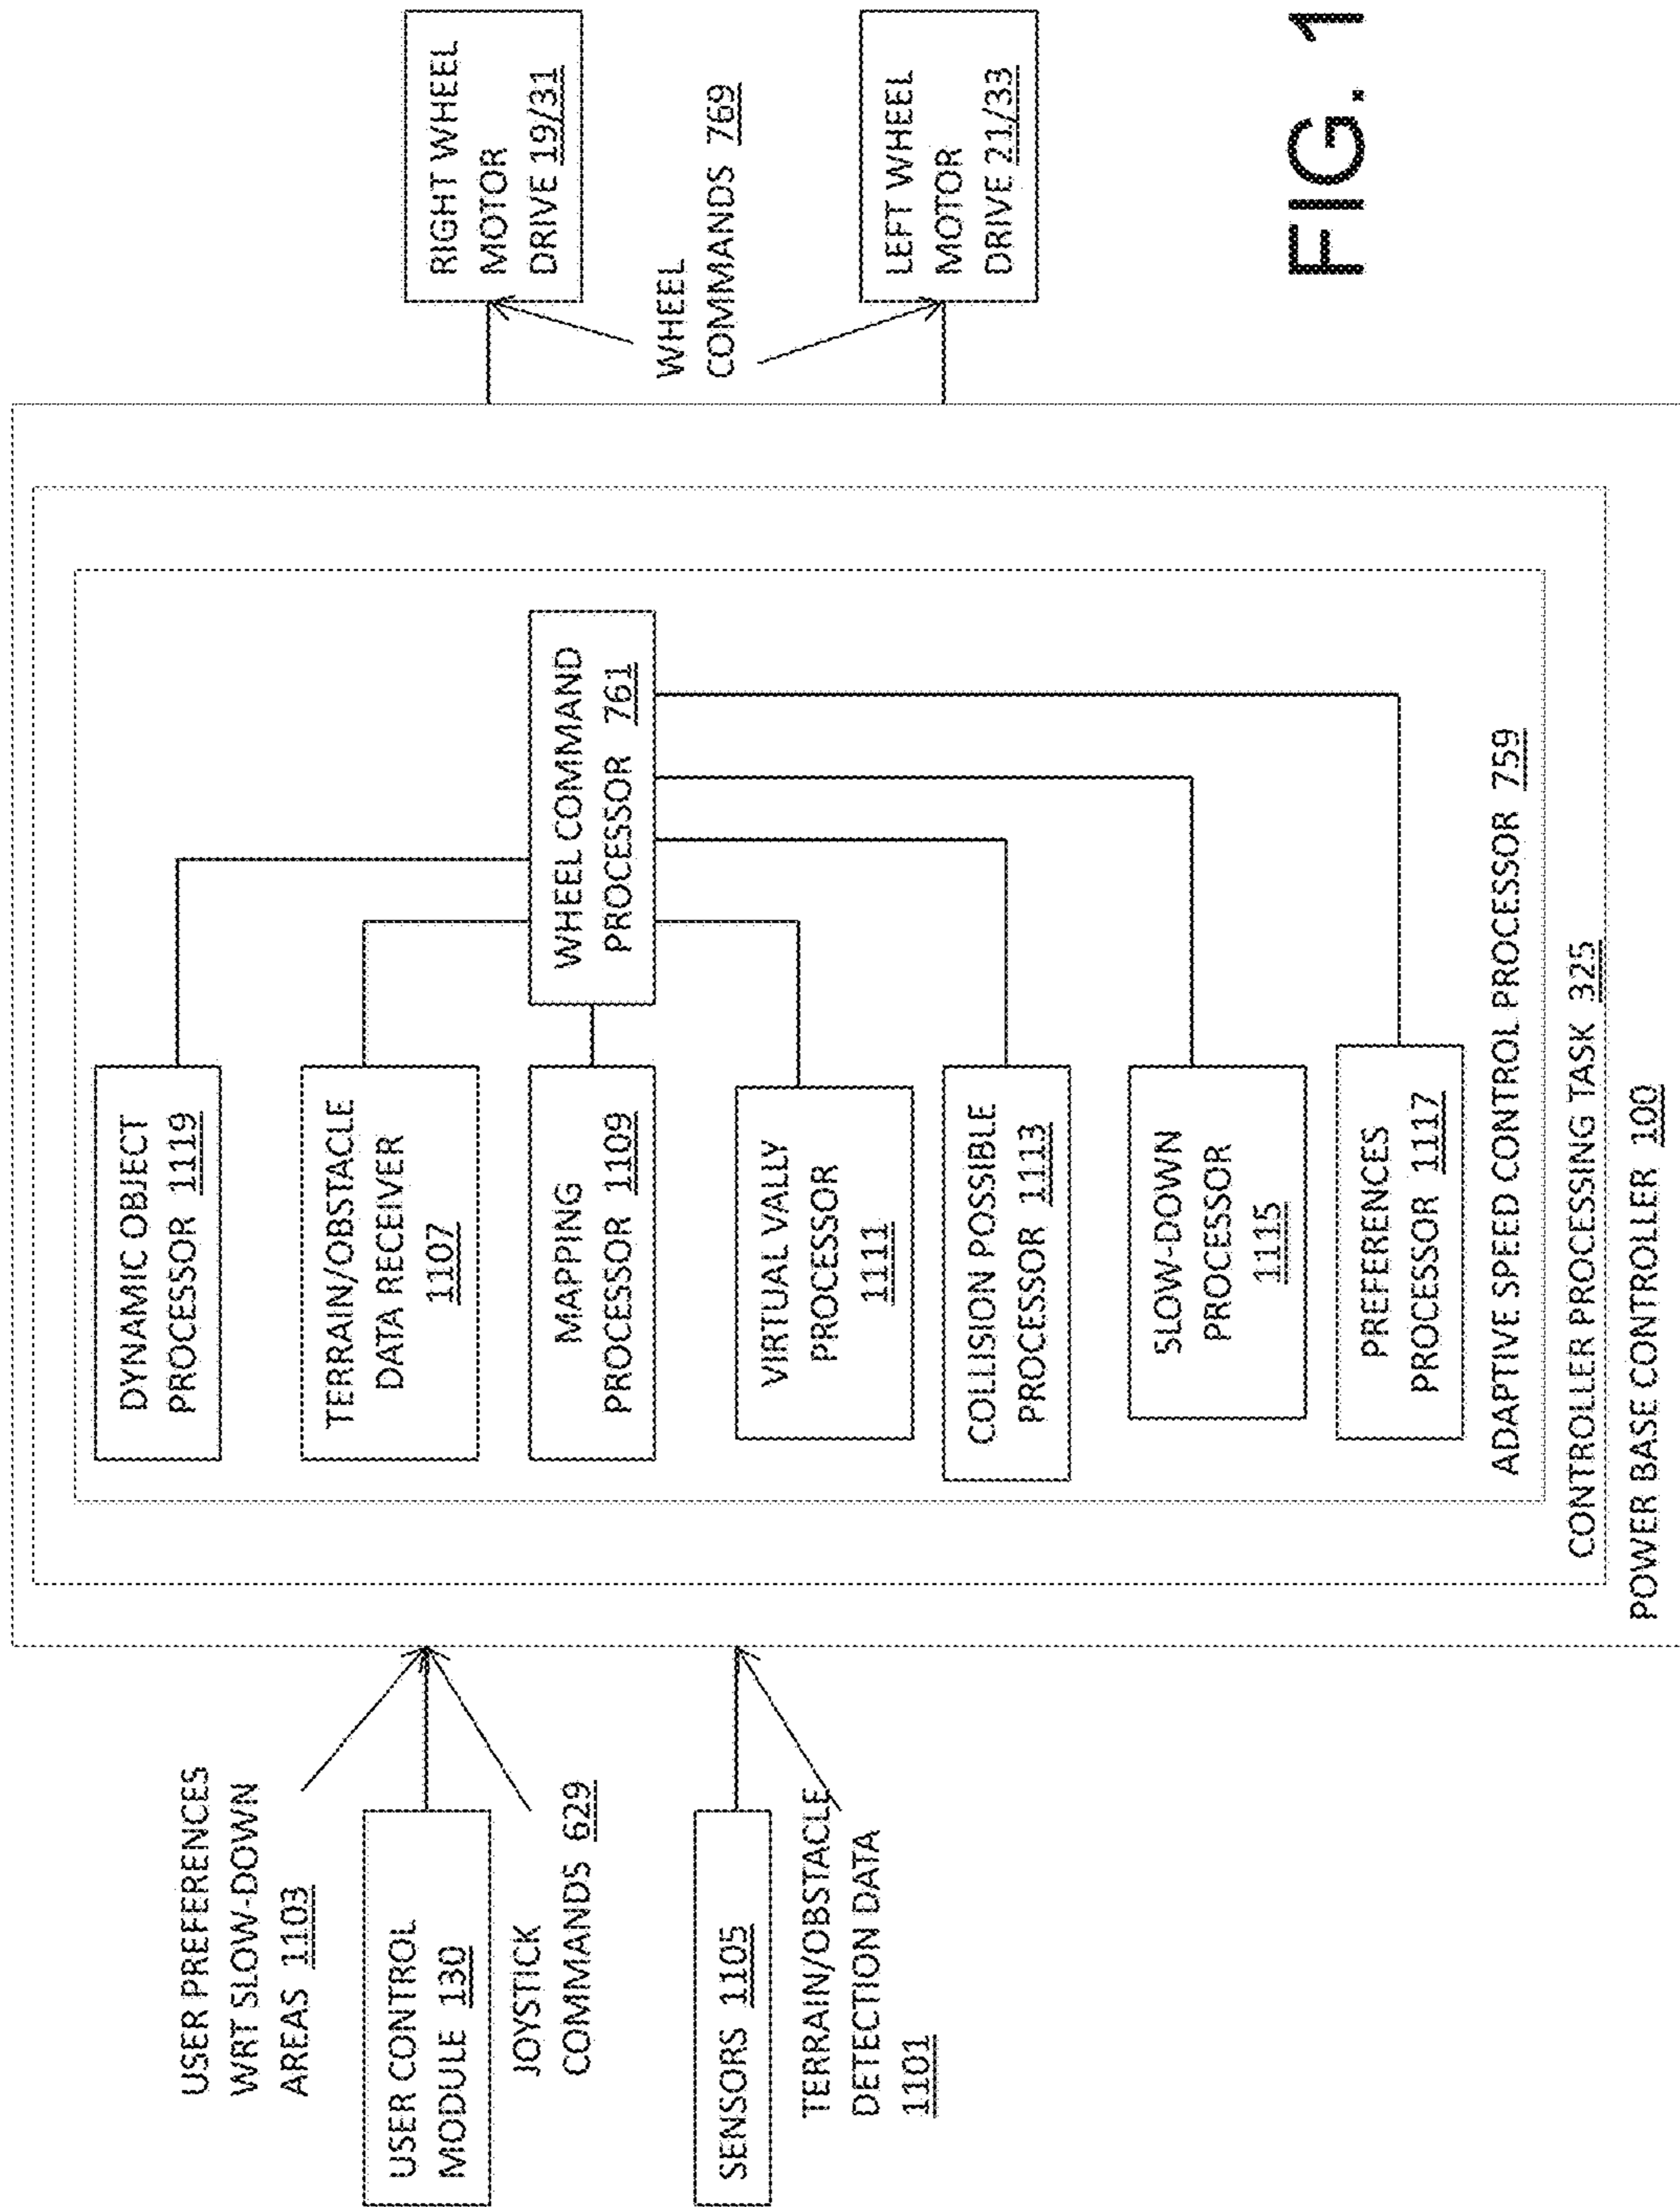 USER PREFERENCES
WRT SLOW-DOWN
AREAS 1103
USER CONTROL
MODULE 130
JOYSTICK
COMMANDS 629
SENSORS 1105
TERRAIN/OBSTACLE
DETECTION DATA
1101
DYNAMIC OBJECT
PROCESSOR 1119
TERRAIN/OBSTACLE
DATA RECEIVER
1107
MAPPING
PROCESSOR 1109
VIRTUAL VALLY
PROCESSOR
1111
COLLISION POSSIBLE
PROCESSOR 1113
SLOW-DOWN
PROCESSOR
1115
PREFERENCES
PROCESSOR 1117
WHEEL COMMAND
PROCESSOR 761
ADAPTIVE SPEED CONTROL PROCESSOR 759
CONTROLLER PROCESSING TASK 325
POWER BASE CONTROLLER 100
RIGHT WHEEL
MOTOR
DRIVE 19/31
WHEEL
COMMANDS 769
LEFT WHEEL
MOTOR
DRIVE 21/33
FIG. 1